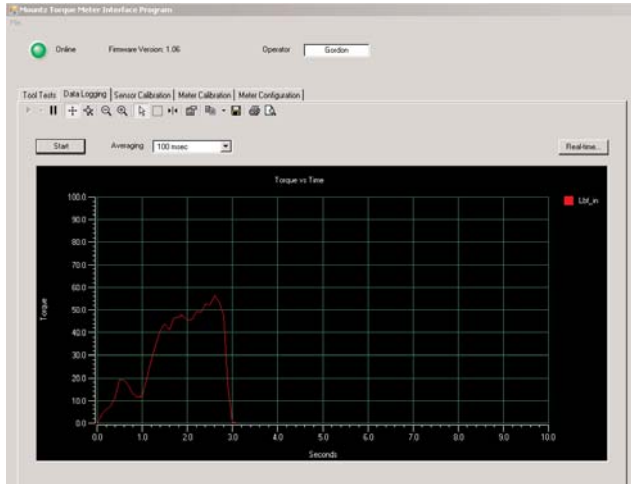 Mountz Torque Meter Interface Program
File
Online Firmware Version: 1.06 Operator Gordon
Tool Tests Data Logging Sensor Calibration Meter Calibration Meter Configuration
Start Averaging 100 msec Real-time...
Torque vs Time
Lbf_in
100.0
90.0
80.0
70.0
60.0
50.0
40.0
30.0
20.0
10.0
0.0
Torque
0.0 1.0 2.0 3.0 4.0 5.0 6.0 7.0 8.0 9.0 10.0
Seconds